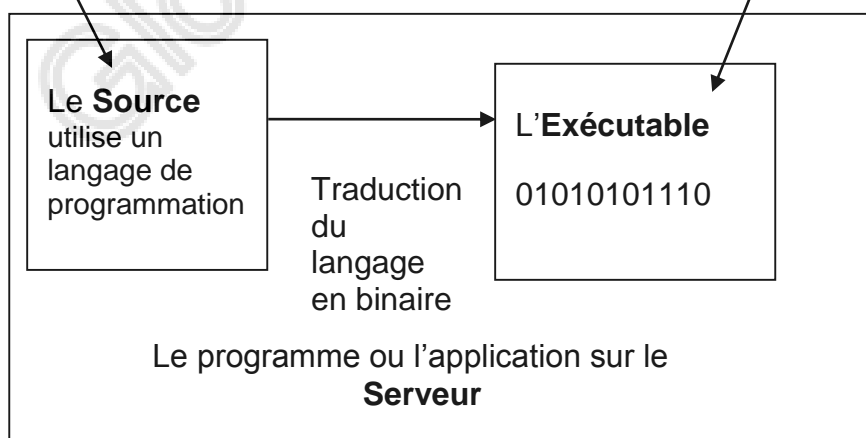 Le Source
utilise un
langage de
programmation
Traduction
du
langage
en binaire
L'Exécutable
01010101110
Le programme ou l'application sur le
Serveur